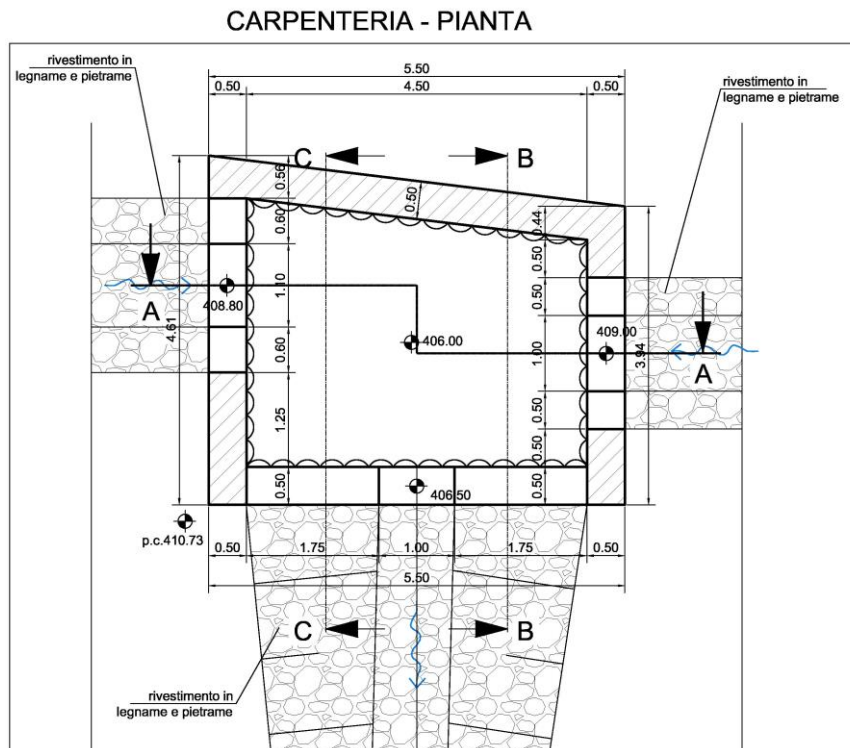 CARPENTERIA - PIANTA
rivestimento in
legname e pietrame
5.50
0.50
4.50
0.50
rivestimento in
legname e pietrame
C
B
0.56
0.50
0.60
0.44
0.50
A
408.80
1.10
4.61
406.00
0.50
409.00
1.00
3.94
A
0.60
1.25
0.50
0.50
0.50
406.50
0.50
p.c.410.73
0.50
1.75
1.00
1.75
0.50
5.50
C
B
rivestimento in
legname e pietrame